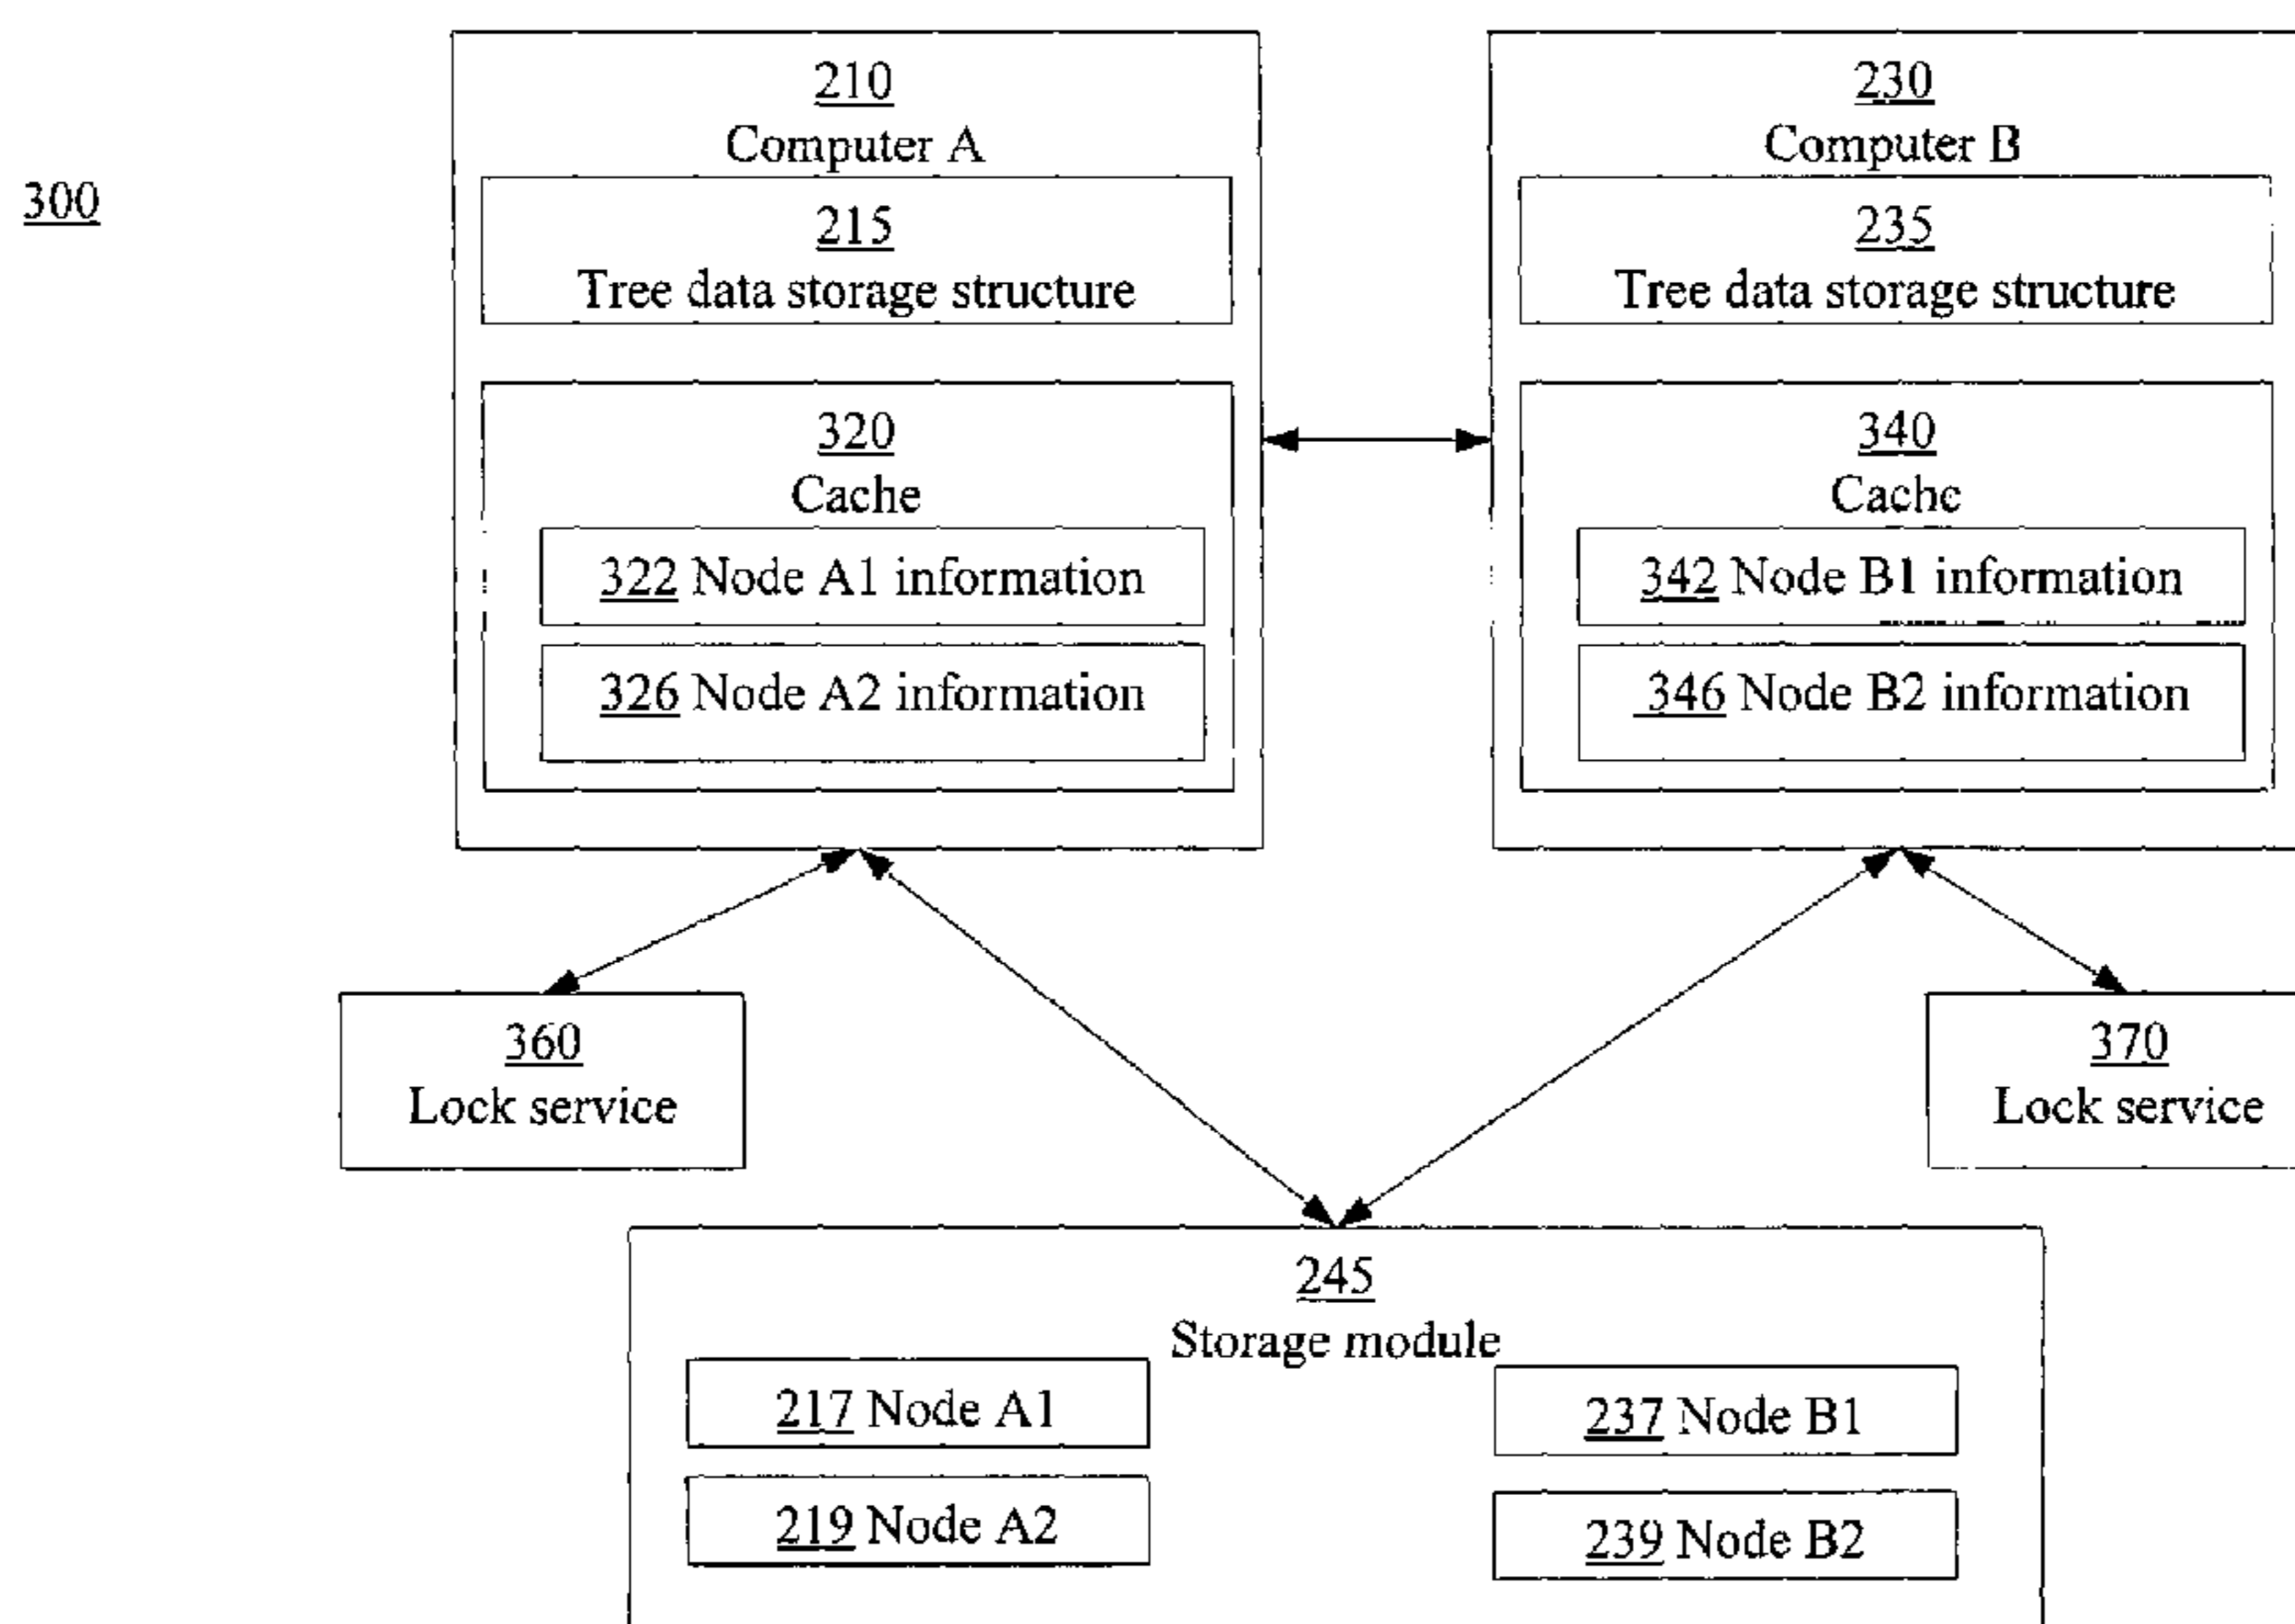 300
210
Computer A
215
Tree data storage structure
320
Cache
322 Node A1 information
326 Node A2 information
230
Computer B
235
Tree data storage structure
340
Cache
342 Node B1 information
346 Node B2 information
360
Lock service
370
Lock service
245
Storage module
217 Node A1
219 Node A2
237 Node B1
239 Node B2